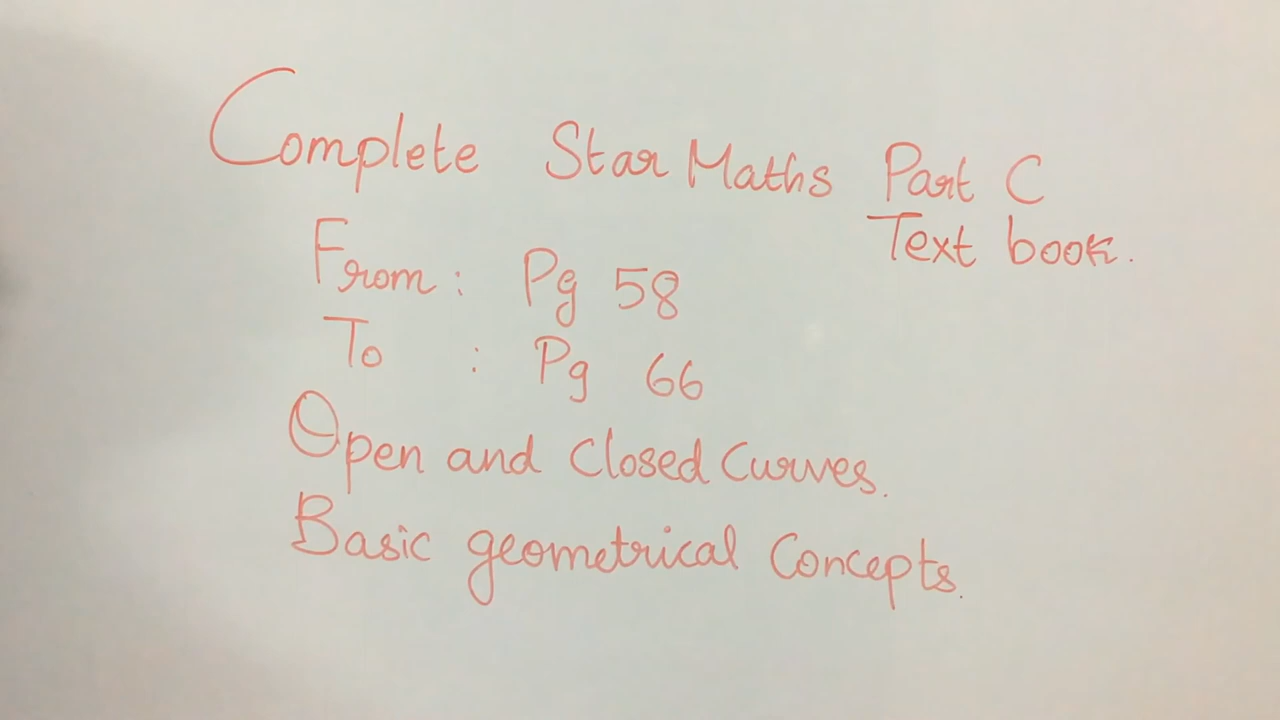 Complete Star Maths Part C
Text book.
From : Pg 58
To : Pg 66
Open and Closed Curves.
Basic geometrical Concepts.